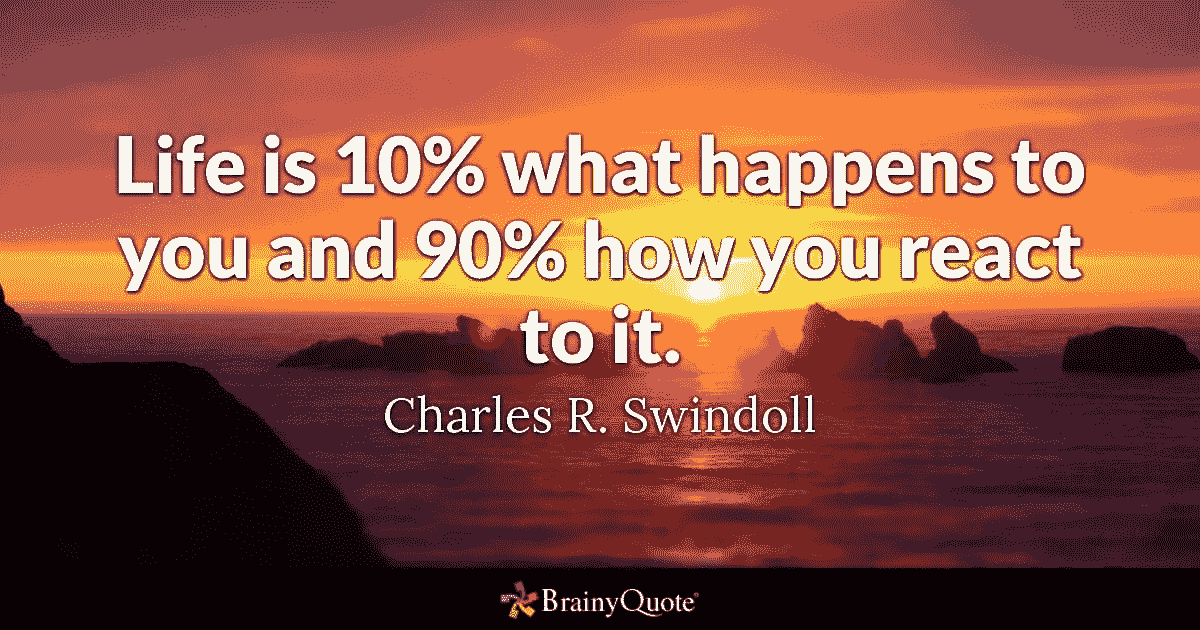 Life is 10% what happens to
you and 90% how you react
to it.
Charles R. Swindoll
BrainyQuote®